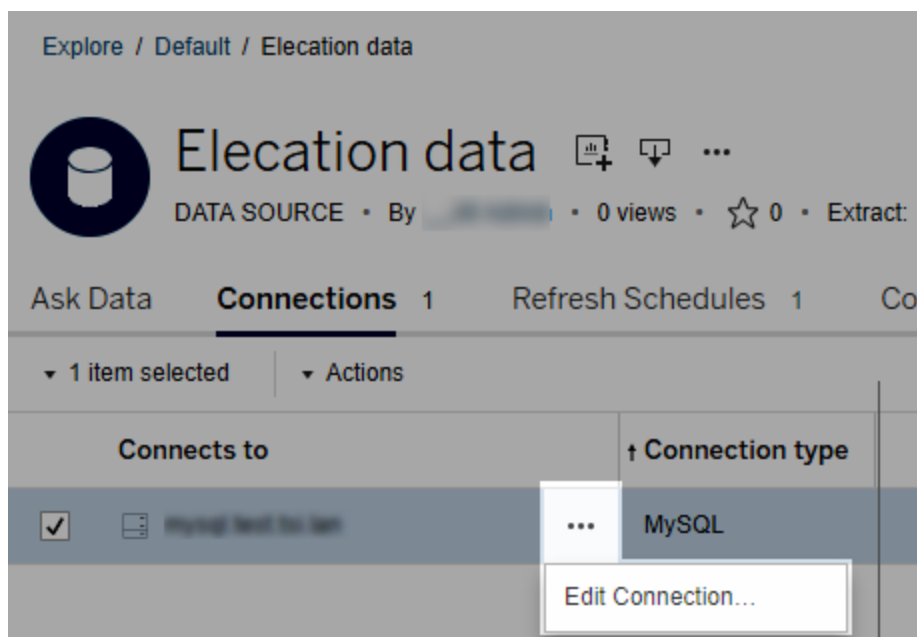 Explore / Default / Elecation data
Elecation data
DATA SOURCE • By • 0 views • 0 • Extract:
Ask Data Connections 1 Refresh Schedules 1 Co
1 item selected Actions
Connects to ↑ Connection type
... MySQL
Edit Connection...